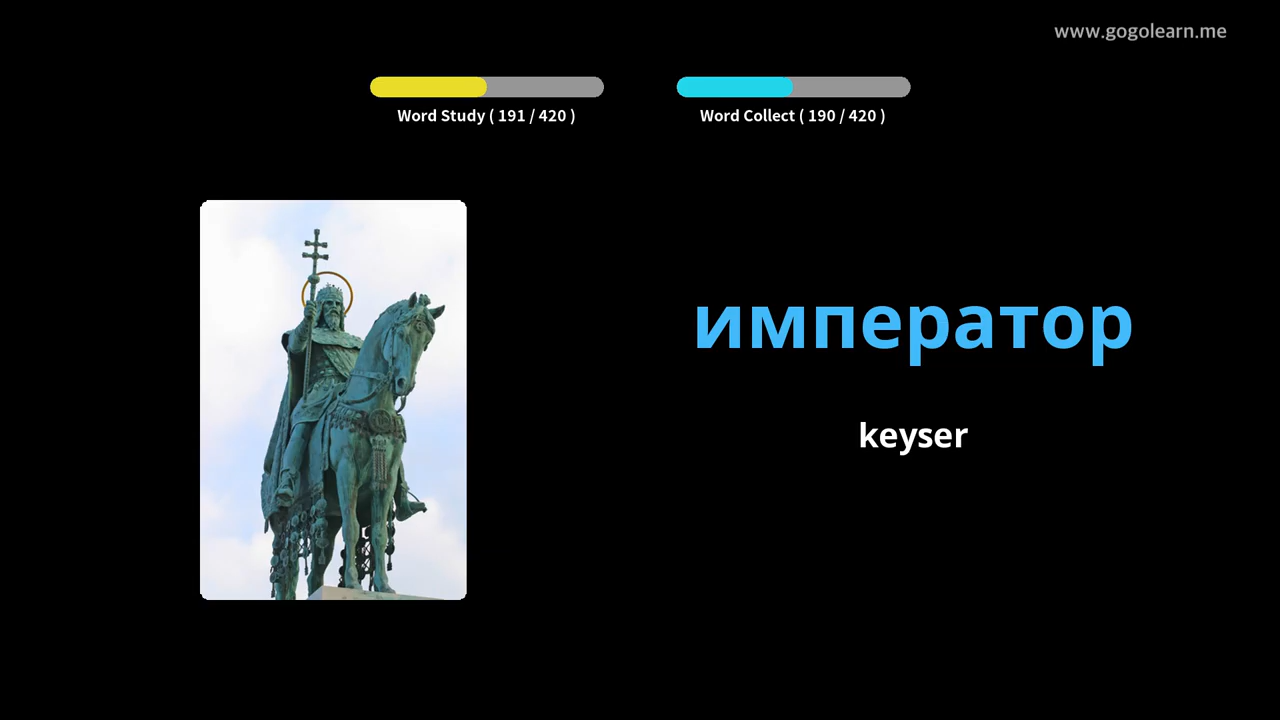 www.gogolearn.me
Word Study ( 191 / 420 )
Word Collect ( 190 / 420 )
император
keyser